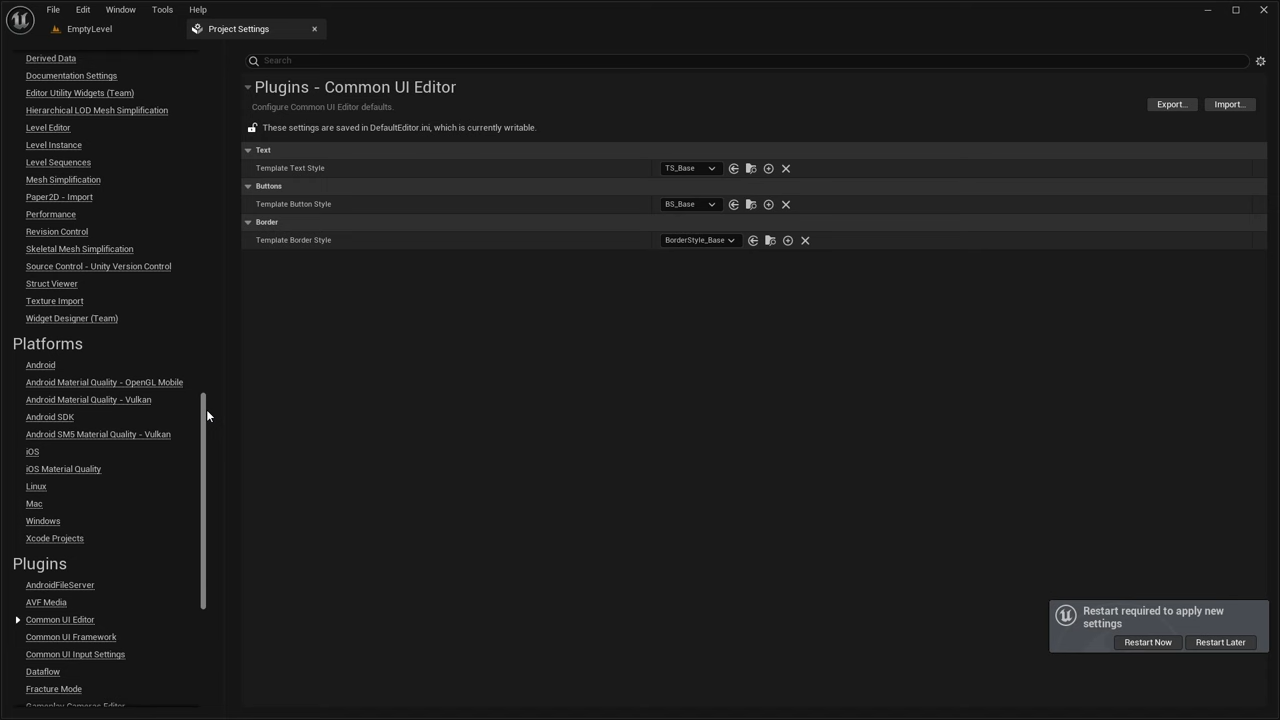 File Edit Window Tools Help
EmptyLevel
Project Settings
Derived Data
Documentation Settings
Editor Utility Widgets (Team)
Hierarchical LOD Mesh Simplification
Level Editor
Level Instance
Level Sequences
Mesh Simplification
Paper2D - Import
Performance
Revision Control
Skeletal Mesh Simplification
Source Control - Unity Version Control
Struct Viewer
Texture Import
Widget Designer (Team)
Platforms
Android
Android Material Quality - OpenGL Mobile
Android Material Quality - Vulkan
Android SDK
Android SM5 Material Quality - Vulkan
iOS
iOS Material Quality
Linux
Mac
Windows
Xcode Projects
Plugins
AndroidFileServer
AVF Media
Common UI Editor
Common UI Framework
Common UI Input Settings
Dataflow
Fracture Mode
Gameplay Cameras Editor
Search
Plugins - Common UI Editor
Configure Common UI Editor defaults.
Export... Import...
These settings are saved in DefaultEditor.ini, which is currently writable.
Text
Template Text Style TS_Base
Buttons
Template Button Style BS_Base
Border
Template Border Style BorderStyle_Base
Restart required to apply new
settings
Restart Now Restart Later